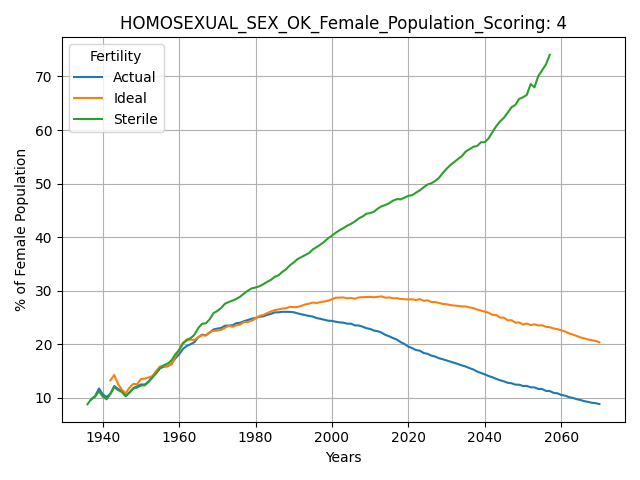 HOMOSEXUAL_SEX_OK_Female_Population_Scoring: 4
Fertility
Actual
Ideal
Sterile
% of Female Population
70
60
50
40
30
20
10
1940 1960 1980 2000 2020 2040 2060
Years